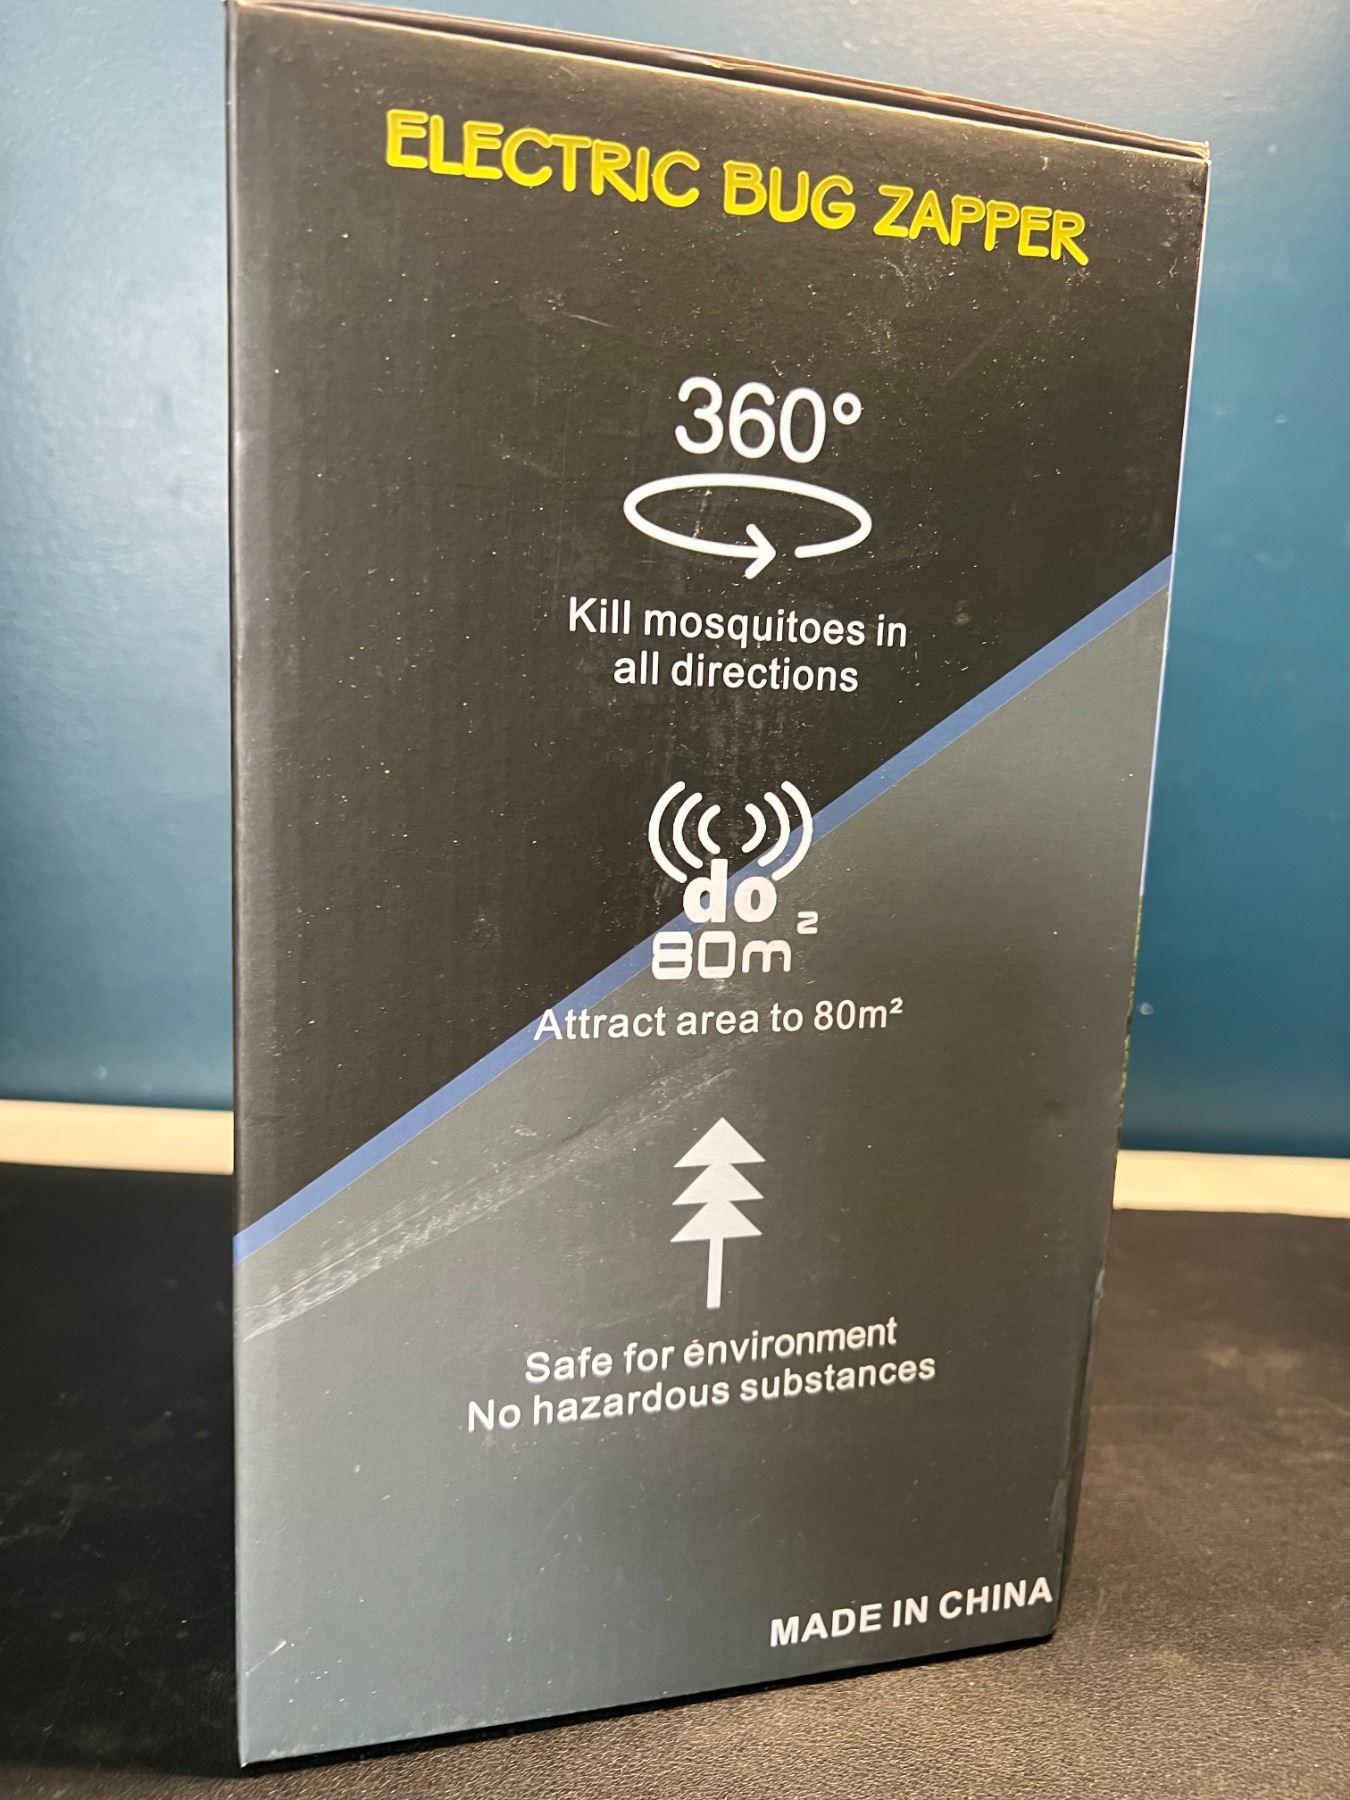 ELECTRIC BUG ZAPPER
360°
Kill mosquitoes in
all directions
do
80m²
Attract area to 80m²
Safe for environment
No hazardous substances
MADE IN CHINA